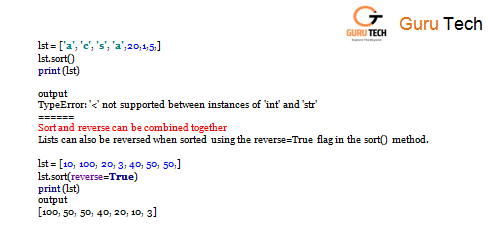 GURU TECH
Explore The Beyond
Guru Tech
lst = ['a', 'c', 's', 'a',20,1,5,]
lst.sort()
print (lst)
output
TypeError: '<' not supported between instances of 'int' and 'str'
======
Sort and reverse can be combined together
Lists can also be reversed when sorted using the reverse=True flag in the sort() method.
lst = [10, 100, 20, 3, 40, 50, 50,]
lst.sort(reverse=True)
print (lst)
output
[100, 50, 50, 40, 20, 10, 3]